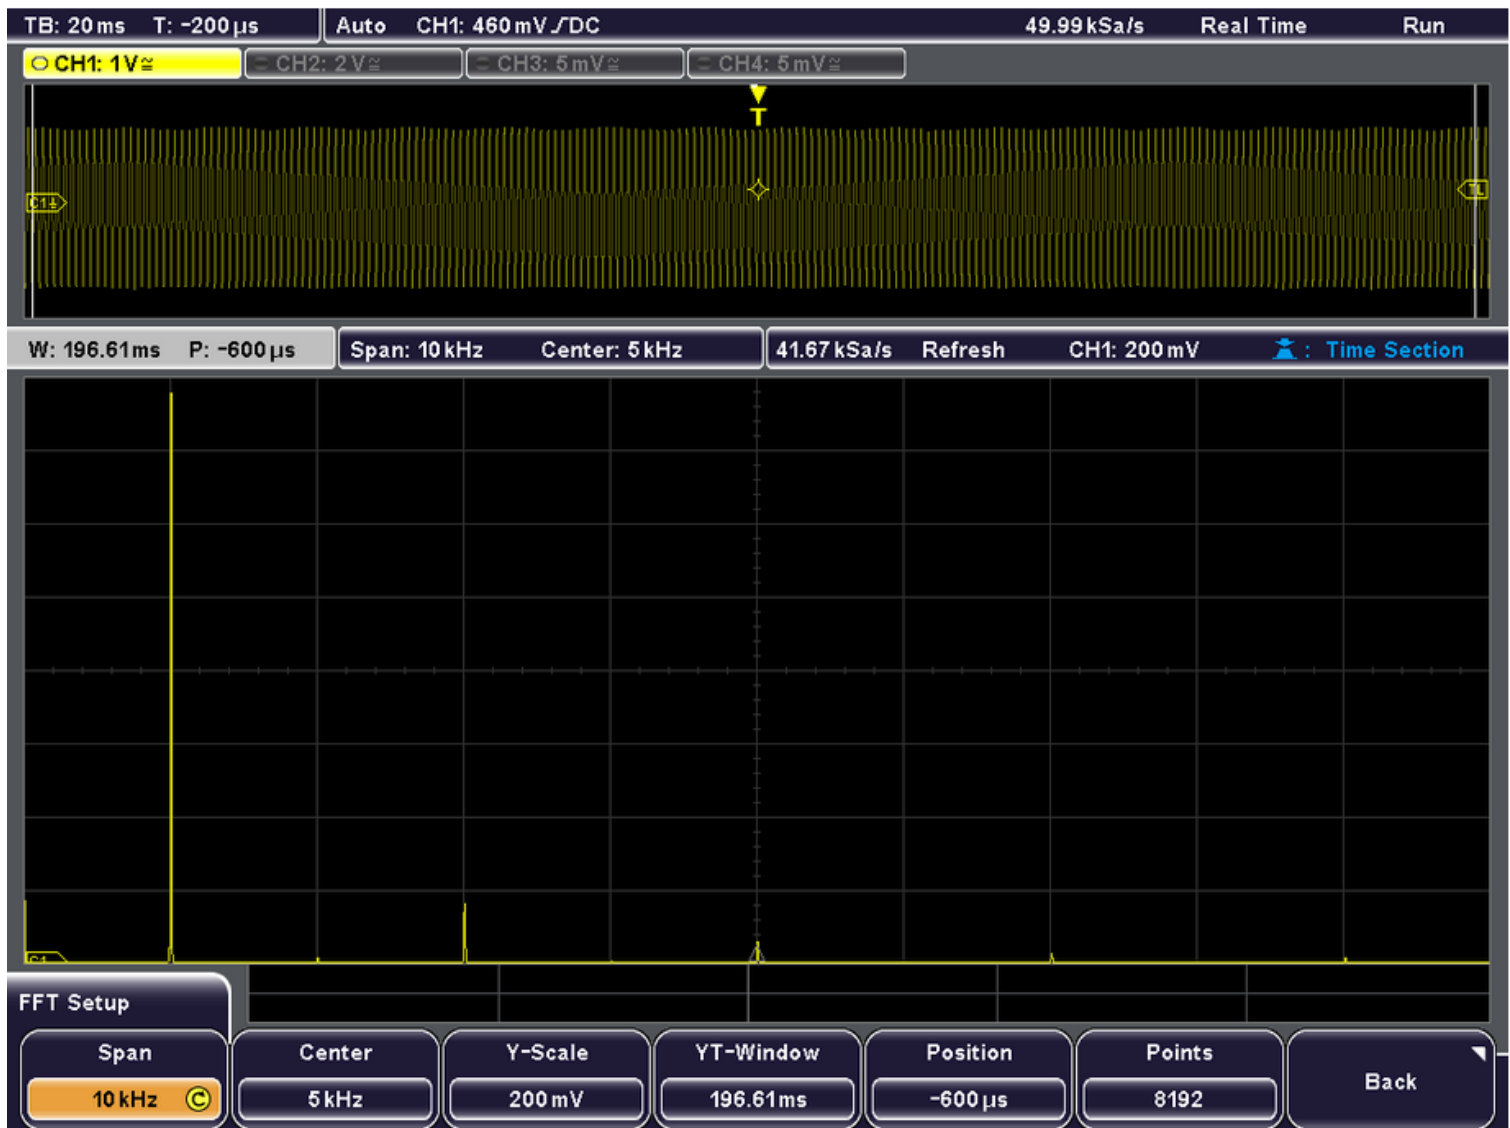 TB: 20 ms T: -200 µs Auto CH1: 460 mV DC 49.99 kSa/s Real Time Run
CH1: 1 V≅ CH2: 2 V≅ CH3: 5 mV≅ CH4: 5 mV≅
T
C1
TL
W: 196.61 ms P: -600 µs Span: 10 kHz Center: 5 kHz 41.67 kSa/s Refresh CH1: 200 mV : Time Section
C1
FFT Setup
Span Center Y-Scale YT-Window Position Points
10 kHz 5 kHz 200 mV 196.61 ms -600 µs 8192 Back